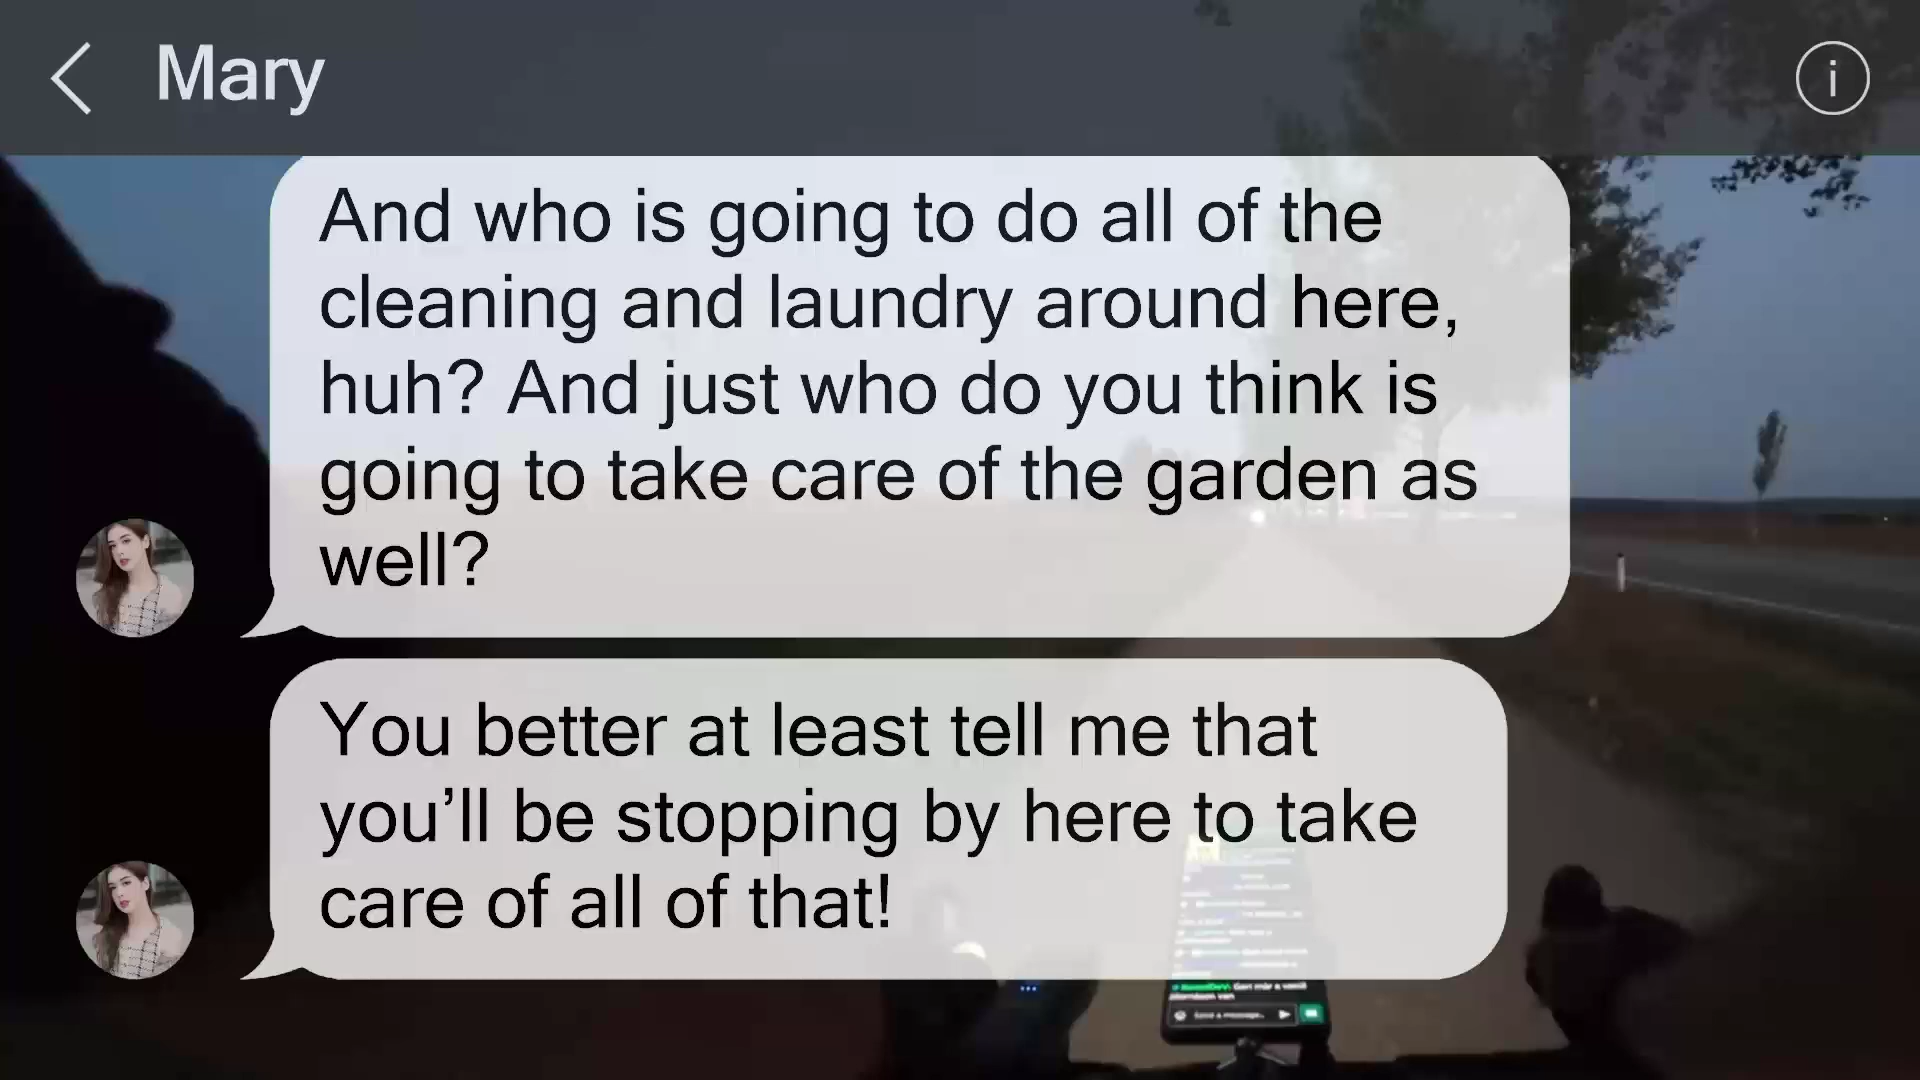 Mary
And who is going to do all of the
cleaning and laundry around here,
huh? And just who do you think is
going to take care of the garden as
well?
You better at least tell me that
you’ll be stopping by here to take
care of all of that!
Send a message...